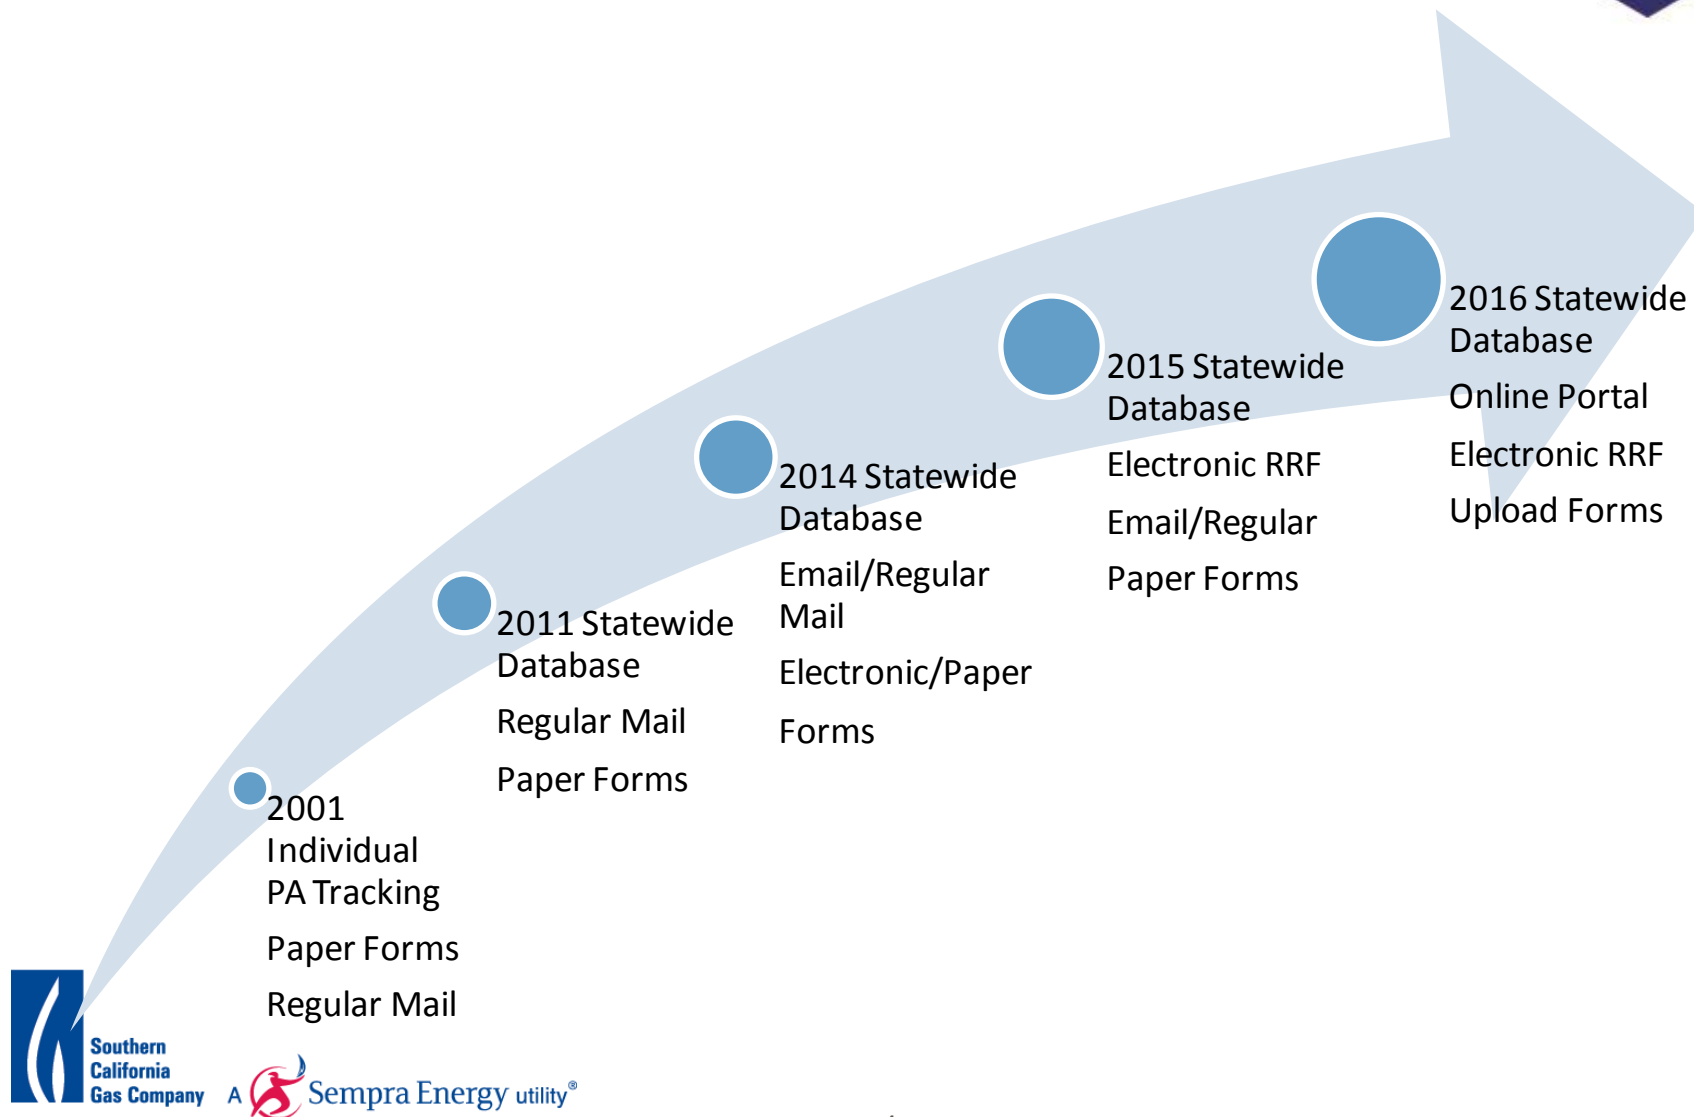 2001
Individual
PA Tracking
Paper Forms
Regular Mail
2011 Statewide
Database
Regular Mail
Paper Forms
2014 Statewide
Database
Email/Regular
Mail
Electronic/Paper
Forms
2015 Statewide
Database
Electronic RRF
Email/Regular
Paper Forms
2016 Statewide
Database
Online Portal
Electronic RRF
Upload Forms
Southern
California
Gas Company
A Sempra Energy utility®